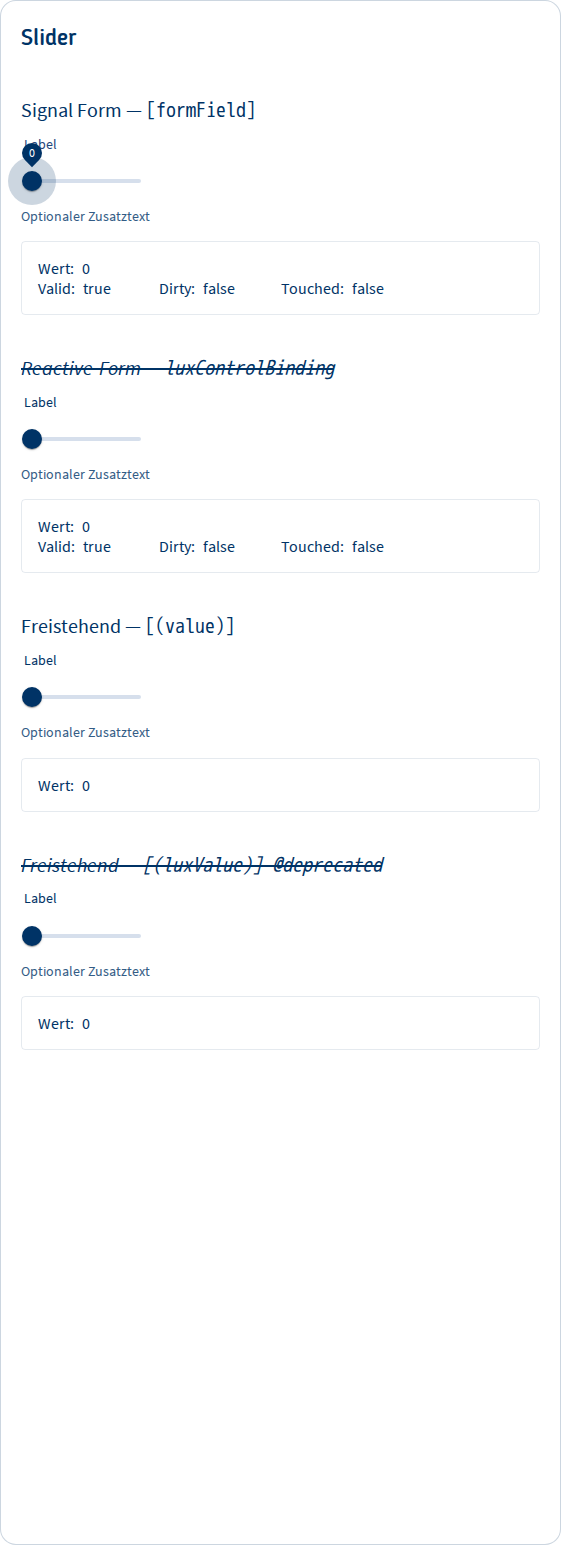 Slider
Signal Form — [formField]
Label
0
Optionaler Zusatztext
Wert: 0
Valid: true Dirty: false Touched: false
Reactive Form — luxControlBinding
Label
Optionaler Zusatztext
Wert: 0
Valid: true Dirty: false Touched: false
Freistehend — [(value)]
Label
Optionaler Zusatztext
Wert: 0
Freistehend — [(luxValue)] @deprecated
Label
Optionaler Zusatztext
Wert: 0